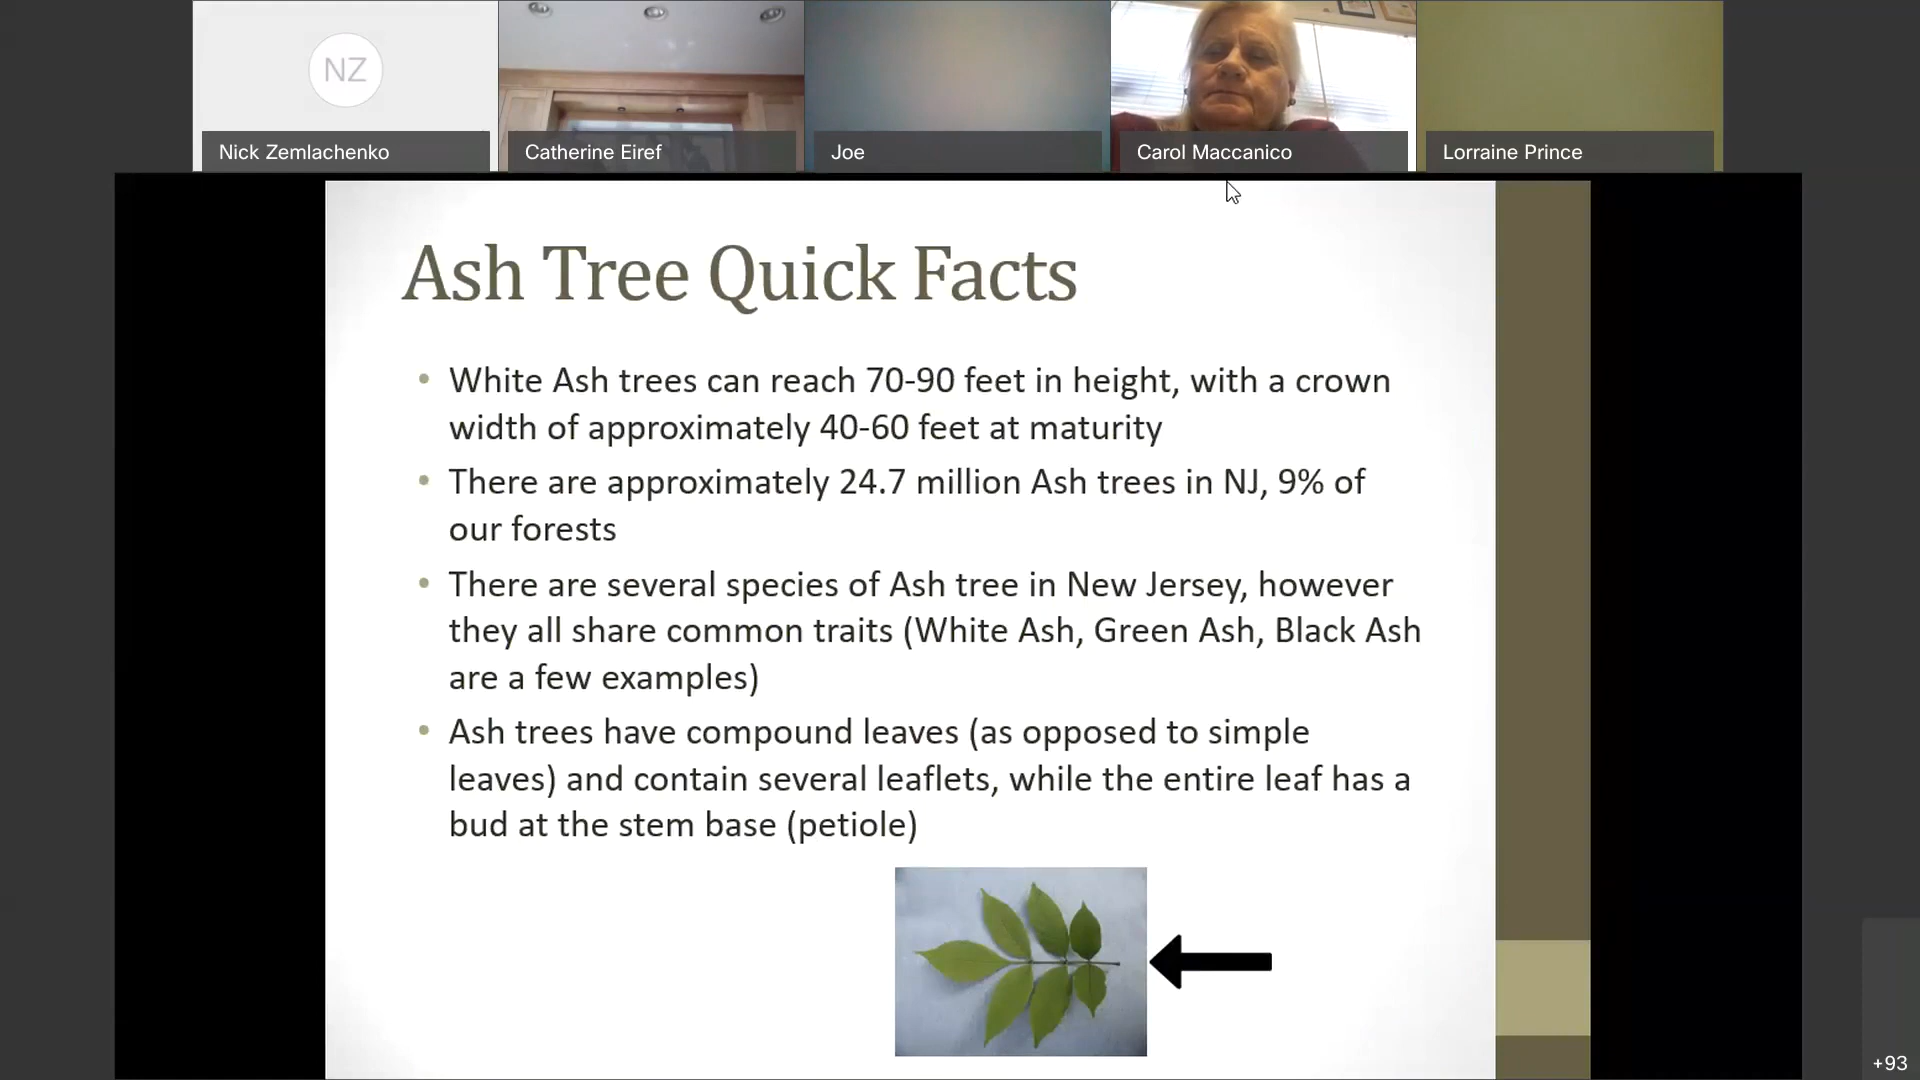 NZ
Nick Zemlachenko
Catherine Eiref
Joe
Carol Maccanico
Lorraine Prince
Ash Tree Quick Facts
• White Ash trees can reach 70-90 feet in height, with a crown
width of approximately 40-60 feet at maturity
• There are approximately 24.7 million Ash trees in NJ, 9% of
our forests
• There are several species of Ash tree in New Jersey, however
they all share common traits (White Ash, Green Ash, Black Ash
are a few examples)
• Ash trees have compound leaves (as opposed to simple
leaves) and contain several leaflets, while the entire leaf has a
bud at the stem base (petiole)
+93